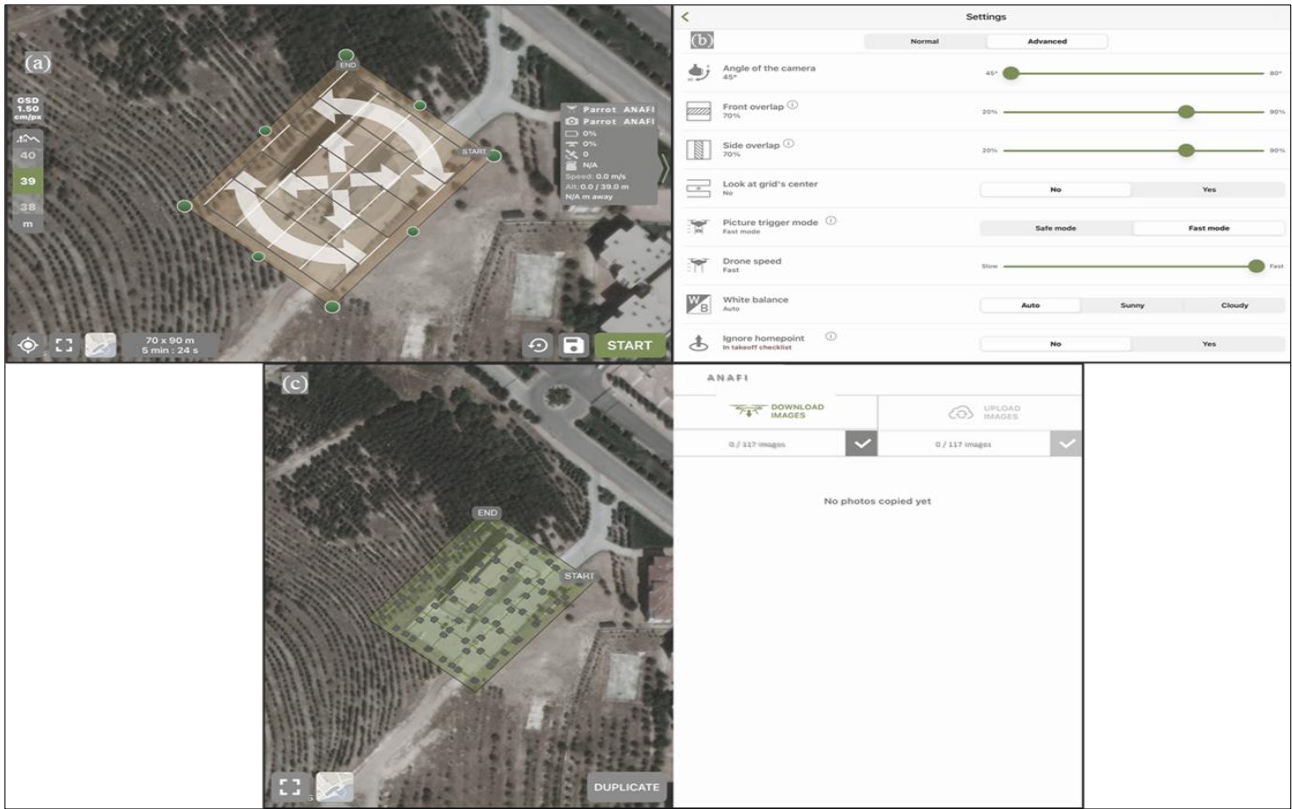 (a)
END
GSD
1.50
cm/px
40
39
38
m
START
Parrot ANAFI
Parrot ANAFI
0%
0%
0
N/A
Speed: 0.0 m/s
Alt: 0.0 / 39.0 m
N/A m away
70 x 90 m
5 min : 24 s
START
Settings
(b)
Normal
Advanced
Angle of the camera
45°
45°
80°
Front overlap
70%
20%
90%
Side overlap
70%
20%
90%
Look at grid's center
No
No
Yes
Picture trigger mode
Fast mode
Safe mode
Fast mode
Drone speed
Fast
Slow
Fast
White balance
Auto
W
B
Auto
Sunny
Cloudy
Ignore homepoint
In takeoff checklist
No
Yes
(c)
END
START
DUPLICATE
ANAFI
DOWNLOAD
IMAGES
UPLOAD
IMAGES
0 / 117 images
0 / 117 images
No photos copied yet